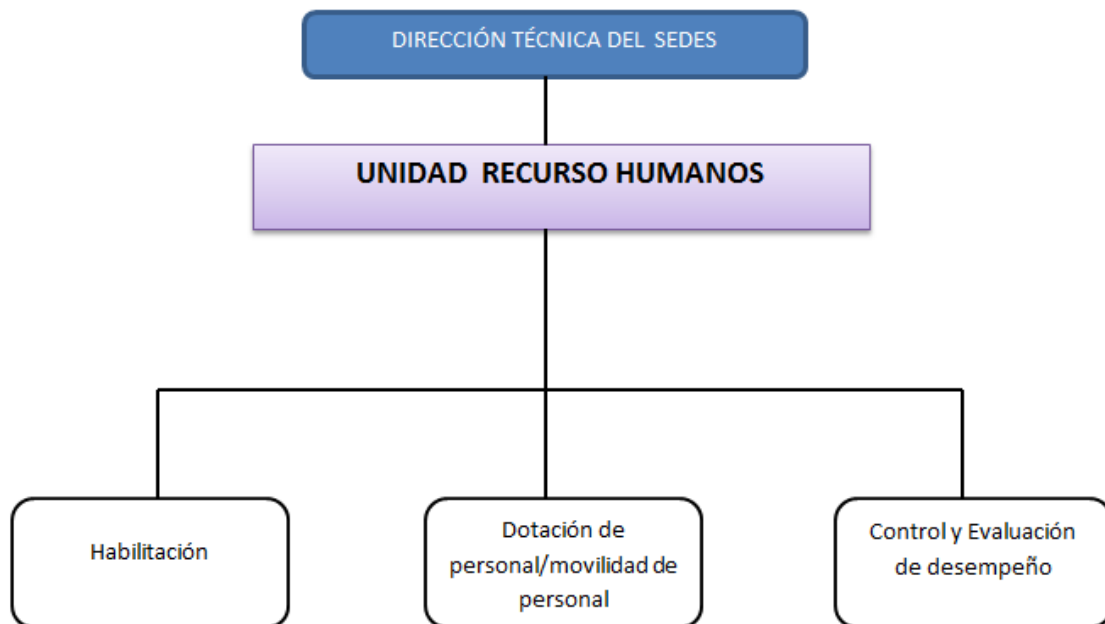 DIRECCIÓN TÉCNICA DEL SEDES
UNIDAD RECURSO HUMANOS
Habilitación
Dotación de
personal/movilidad de
personal
Control y Evaluación
de desempeño